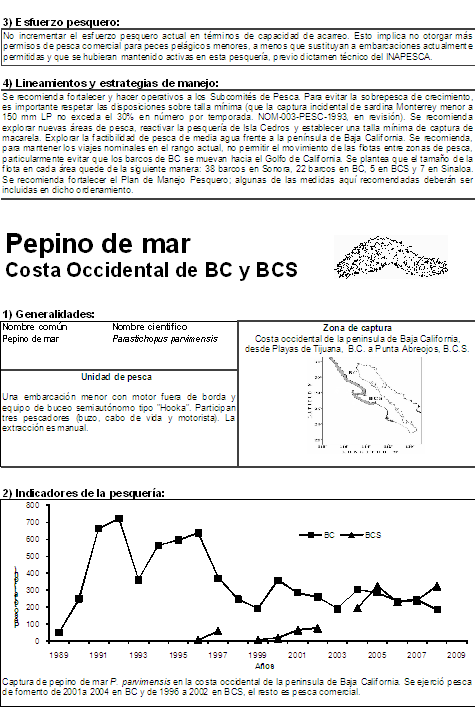 3) Esfuerzo pesquero:
No incrementar el esfuerzo pesquero actual en términos de capacidad de acarreo. Esto implica no otorgar más
permisos de pesca comercial para peces pelágicos menores, a menos que sustituyan a embarcaciones actualmente
permitidas y que se hubieran mantenido activas en esta pesquería, previo dictamen técnico del INAPESCA.
4) Lineamientos y estrategias de manejo:
Se recomienda fortalecer y hacer operativos a los Subcomités de Pesca. Para evitar la sobrepesca de crecimiento,
es importante respetar las disposiciones sobre talla mínima (que la captura incidental de sardina Monterrey menor a
150 mm LP no exceda el 30% en número por temporada. NOM-003-PESC-1993, en revisión). Se recomienda
explorar nuevas áreas de pesca, reactivar la pesquería de Isla Cedros y establecer una talla mínima de captura de
macarela. Explorar la factibilidad de pesca de media agua frente a la península de Baja California. Se recomienda,
para mantener los viajes nominales en el rango actual, no permitir el movimiento de las flotas entre zonas de pesca,
particularmente evitar que los barcos de BC se muevan hacia el Golfo de California. Se plantea que el tamaño de la
flota en cada área quede de la siguiente manera: 38 barcos en Sonora, 22 barcos en BC, 5 en BCS y 7 en Sinaloa.
Se recomienda fortalecer el Plan de Manejo Pesquero; algunas de las medidas aquí recomendadas deberán ser
incluidas en dicho ordenamiento.
Pepino de mar
Costa Occidental de BC y BCS
1) Generalidades:
Nombre común Nombre científico
Pepino de mar Parastichopus parvimensis
Zona de captura
Costa occidental de la península de Baja California,
desde Playas de Tijuana, B.C. a Punta Abreojos, B.C.S.
Unidad de pesca
Una embarcación menor con motor fuera de borda y
equipo de buceo semiautónomo tipo "Hooka". Participan
tres pescadores (buzo, cabo de vida y motorista). La
extracción es manual.
BCS
2) Indicadores de la pesquería:
800
700
600
500
400
300
200
100
0
BC BCS
1989 1991 1993 1995 1997 1999 2001 2003 2005 2007 2009
Años
Captura de pepino de mar P. parvimensis en la costa occidental de la península de Baja California. Se ejerció pesca
de fomento de 2001a 2004 en BC y de 1996 a 2002 en BCS, el resto es pesca comercial.